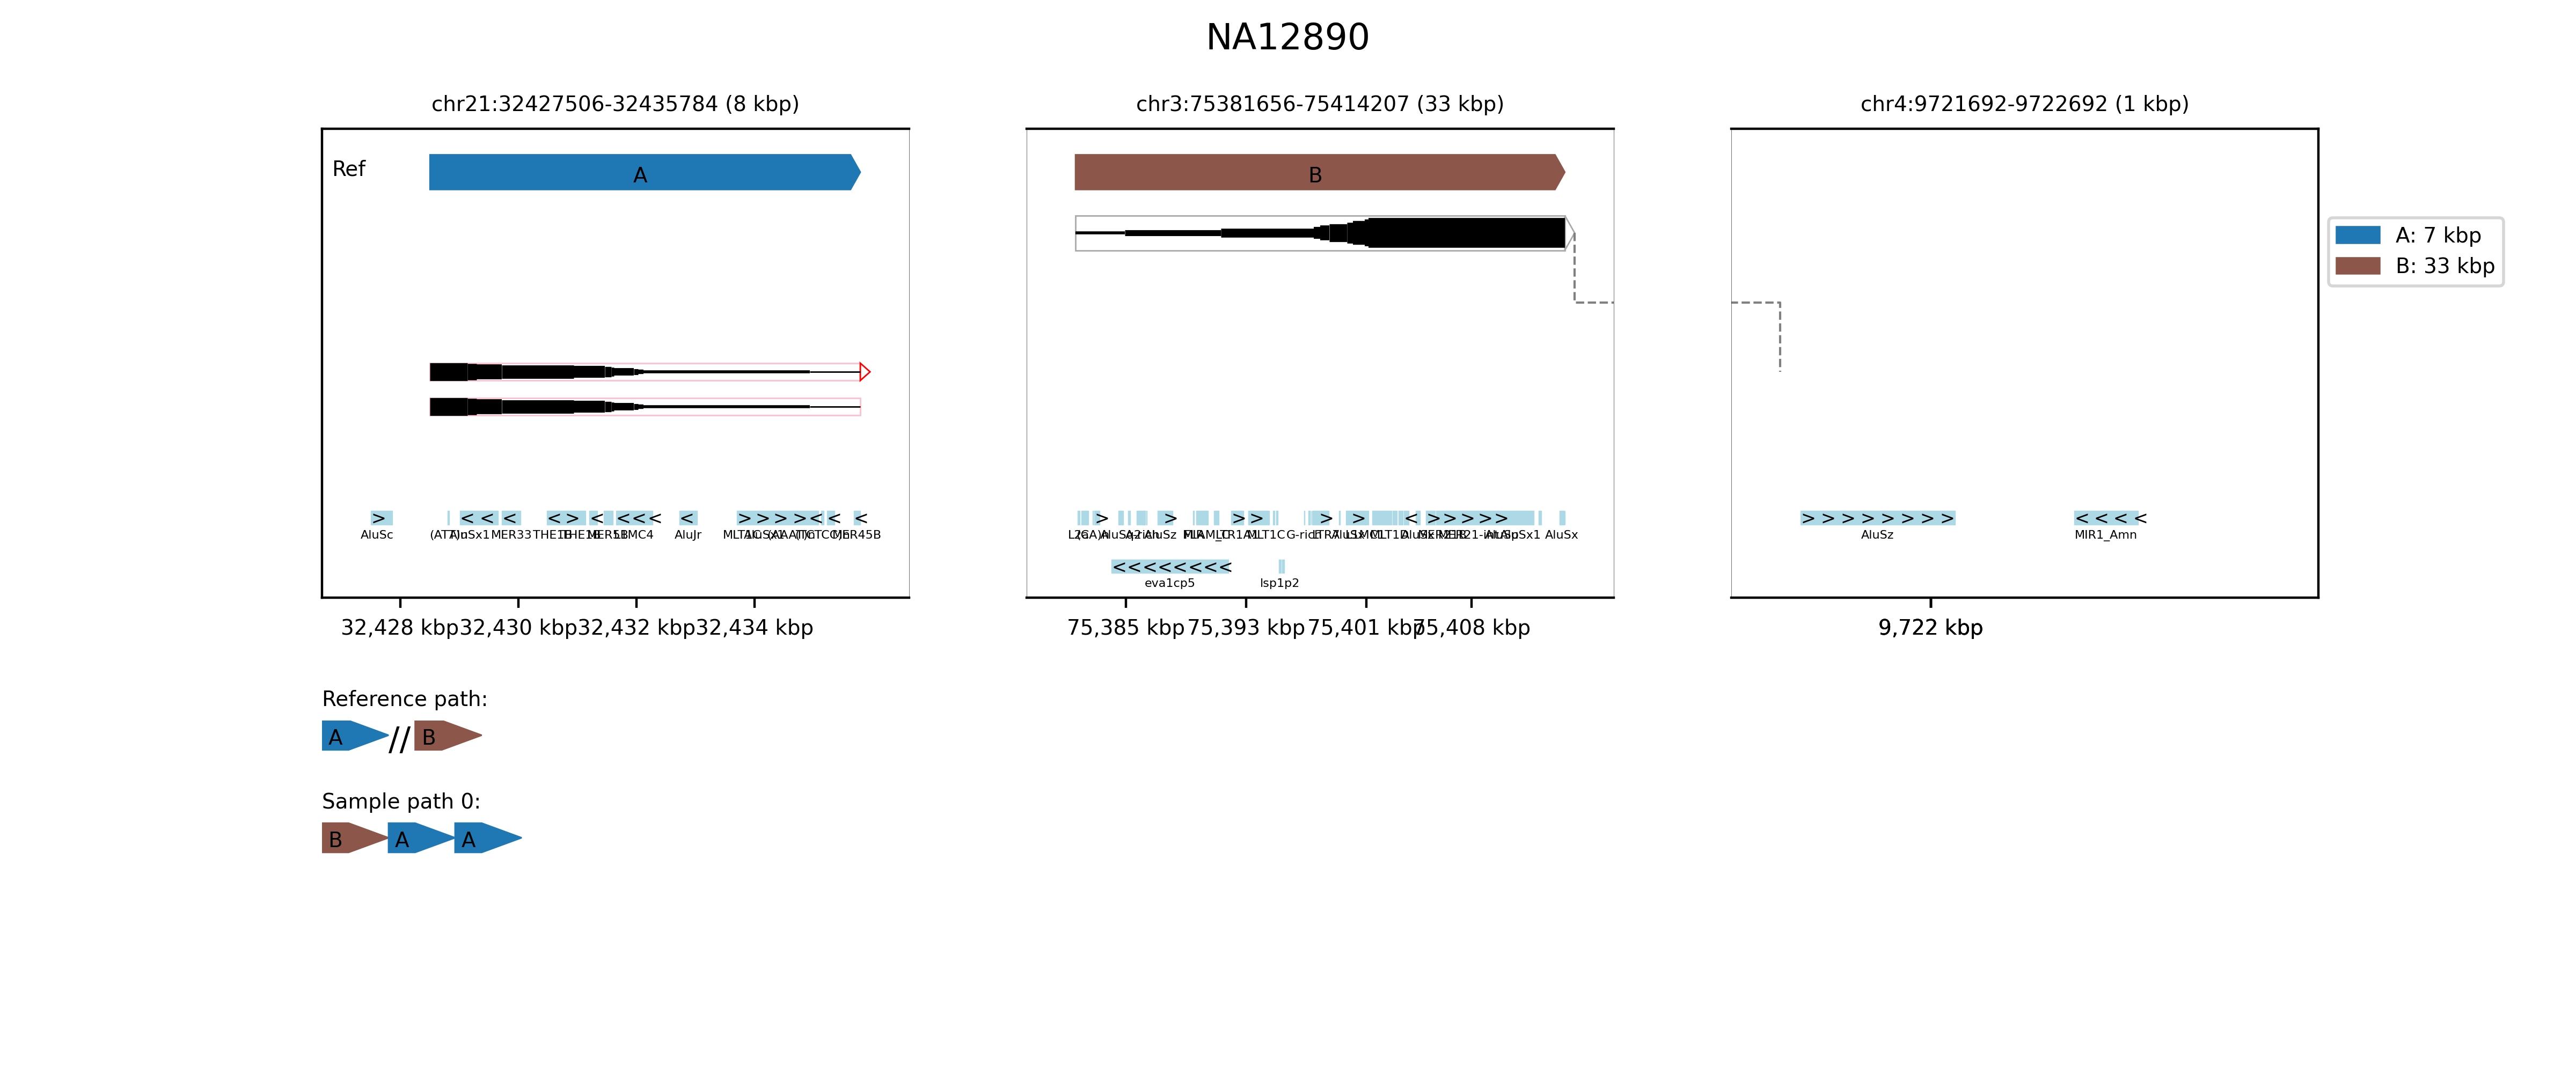 NA12890
chr21:32427506-32435784 (8 kbp)
chr3:75381656-75414207 (33 kbp)
chr4:9721692-9722692 (1 kbp)
Ref
A
B
A: 7 kbp
B: 33 kbp
AluSc
MER33
AluJr
MER45B
AluSz
AluSx
AluSz
MIR1_Amn
eva1cp5
lsp1p2
32,428 kbp
32,430 kbp
32,432 kbp
32,434 kbp
75,385 kbp
75,393 kbp
75,401 kbp
75,408 kbp
9,722 kbp
Reference path:
A // B
Sample path 0:
B A A